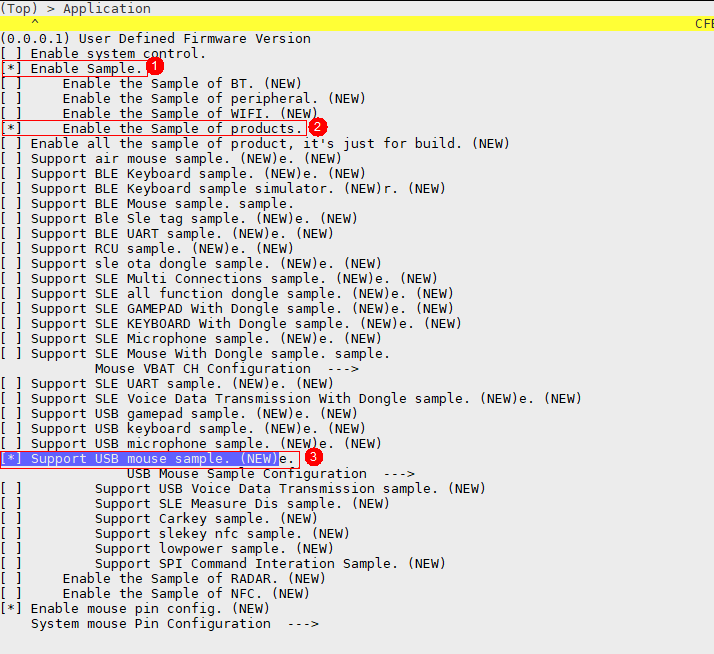 (Top) > Application
^ CFE
(0.0.0.1) User Defined Firmware Version
[ ] Enable system control.
[*] Enable Sample. 1
[ ]     Enable the Sample of BT. (NEW)
[ ]     Enable the Sample of peripheral. (NEW)
[ ]     Enable the Sample of WIFI. (NEW)
[*]     Enable the Sample of products. 2
[ ] Enable all the sample of product, it's just for build. (NEW)
[ ] Support air mouse sample. (NEW)e. (NEW)
[ ] Support BLE Keyboard sample. (NEW)e. (NEW)
[ ] Support BLE Keyboard sample simulator. (NEW)r. (NEW)
[ ] Support BLE Mouse sample. sample.
[ ] Support Ble Sle tag sample. (NEW)e. (NEW)
[ ] Support BLE UART sample. (NEW)e. (NEW)
[ ] Support RCU sample. (NEW)e. (NEW)
[ ] Support sle ota dongle sample. (NEW)e. (NEW)
[ ] Support SLE Multi Connections sample. (NEW)e. (NEW)
[ ] Support SLE all function dongle sample. (NEW)e. (NEW)
[ ] Support SLE GAMEPAD With Dongle sample. (NEW)e. (NEW)
[ ] Support SLE KEYBOARD With Dongle sample. (NEW)e. (NEW)
[ ] Support SLE Microphone sample. (NEW)e. (NEW)
[ ] Support SLE Mouse With Dongle sample. sample.
Mouse VBAT CH Configuration  --->
[ ] Support SLE UART sample. (NEW)e. (NEW)
[ ] Support SLE Voice Data Transmission With Dongle sample. (NEW)e. (NEW)
[ ] Support USB gamepad sample. (NEW)e. (NEW)
[ ] Support USB keyboard sample. (NEW)e. (NEW)
[ ] Support USB microphone sample. (NEW)e. (NEW)
[*] Support USB mouse sample. (NEW)e. 3
USB Mouse Sample Configuration  --->
[ ]         Support USB Voice Data Transmission sample. (NEW)
[ ]         Support SLE Measure Dis sample. (NEW)
[ ]         Support Carkey sample. (NEW)
[ ]         Support slekey nfc sample. (NEW)
[ ]         Support lowpower sample. (NEW)
[ ]         Support SPI Command Interation Sample. (NEW)
[ ]     Enable the Sample of RADAR. (NEW)
[ ]     Enable the Sample of NFC. (NEW)
[*] Enable mouse pin config. (NEW)
System mouse Pin Configuration  --->